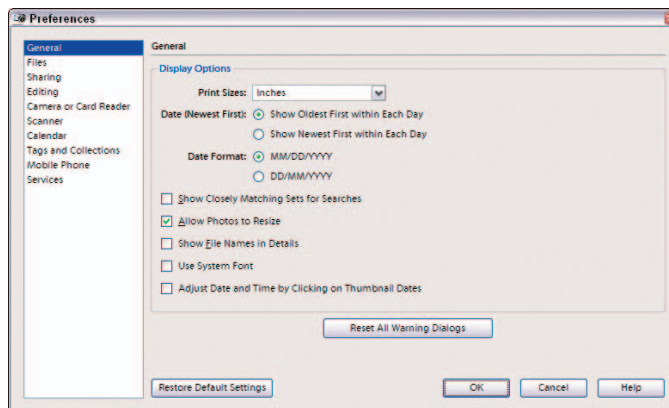 Preferences
General
Files
Sharing
Editing
Camera or Card Reader
Scanner
Calendar
Tags and Collections
Mobile Phone
Services
General
Display Options
Print Sizes: Inches
Date (Newest First): Show Oldest First within Each Day
Show Newest First within Each Day
Date Format: MM/DD/YYYY
DD/MM/YYYY
Show Closely Matching Sets for Searches
Allow Photos to Resize
Show File Names in Details
Use System Font
Adjust Date and Time by Clicking on Thumbnail Dates
Reset All Warning Dialogs
Restore Default Settings
OK
Cancel
Help